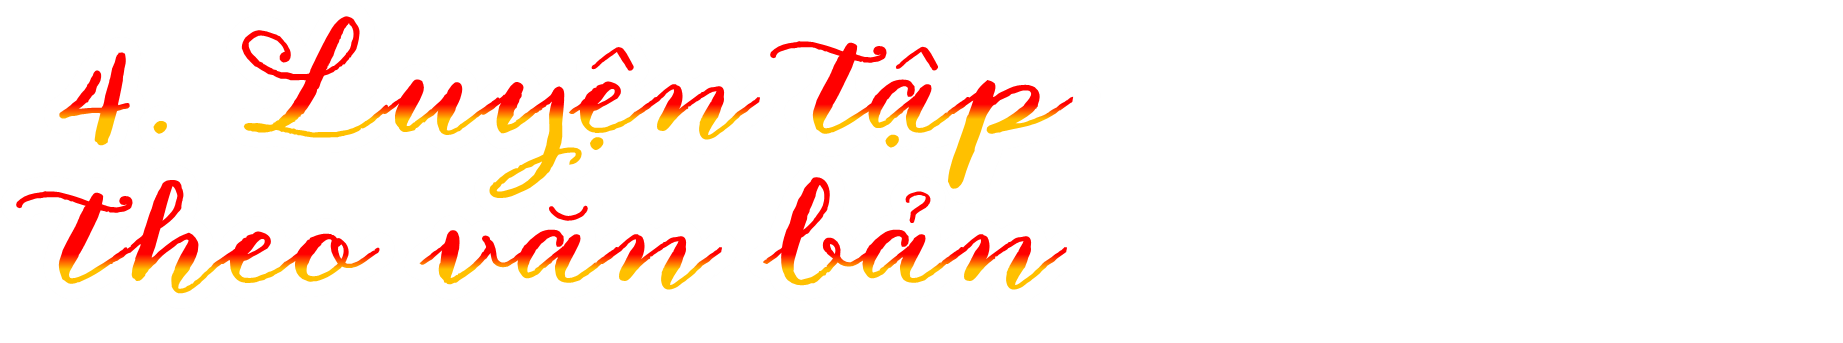 4. Luyện tập
Theo văn bản